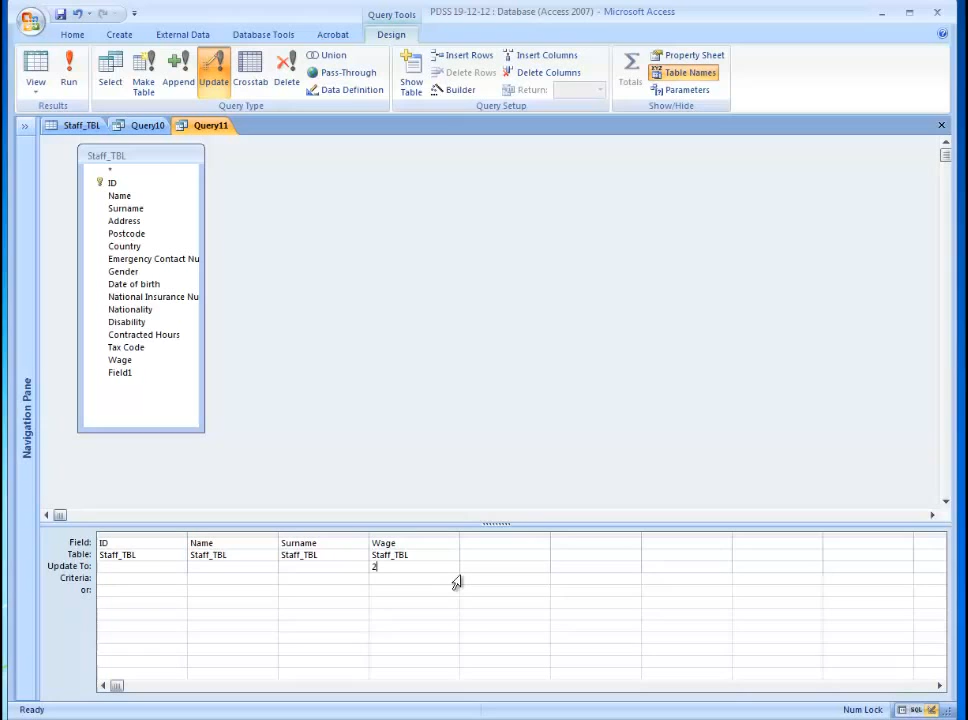 Query Tools
PDSS 19-12-12 : Database (Access 2007) - Microsoft Access
Home Create External Data Database Tools Acrobat Design
View Run Select Make Table Append Update Crosstab Delete
Union
Pass-Through
Data Definition
Show Table
Insert Rows
Delete Rows
Builder
Insert Columns
Delete Columns
Return:
Totals
Property Sheet
Table Names
Parameters
Results Query Type Query Setup Show/Hide
Staff_TBL Query10 Query11
Navigation Pane
Staff_TBL
*
ID
Name
Surname
Address
Postcode
Country
Emergency Contact Nu
Gender
Date of birth
National Insurance Nu
Nationality
Disability
Contracted Hours
Tax Code
Wage
Field1
Field: ID Name Surname Wage
Table: Staff_TBL Staff_TBL Staff_TBL Staff_TBL
Update To: 2
Criteria:
or:
Ready Num Lock SQL